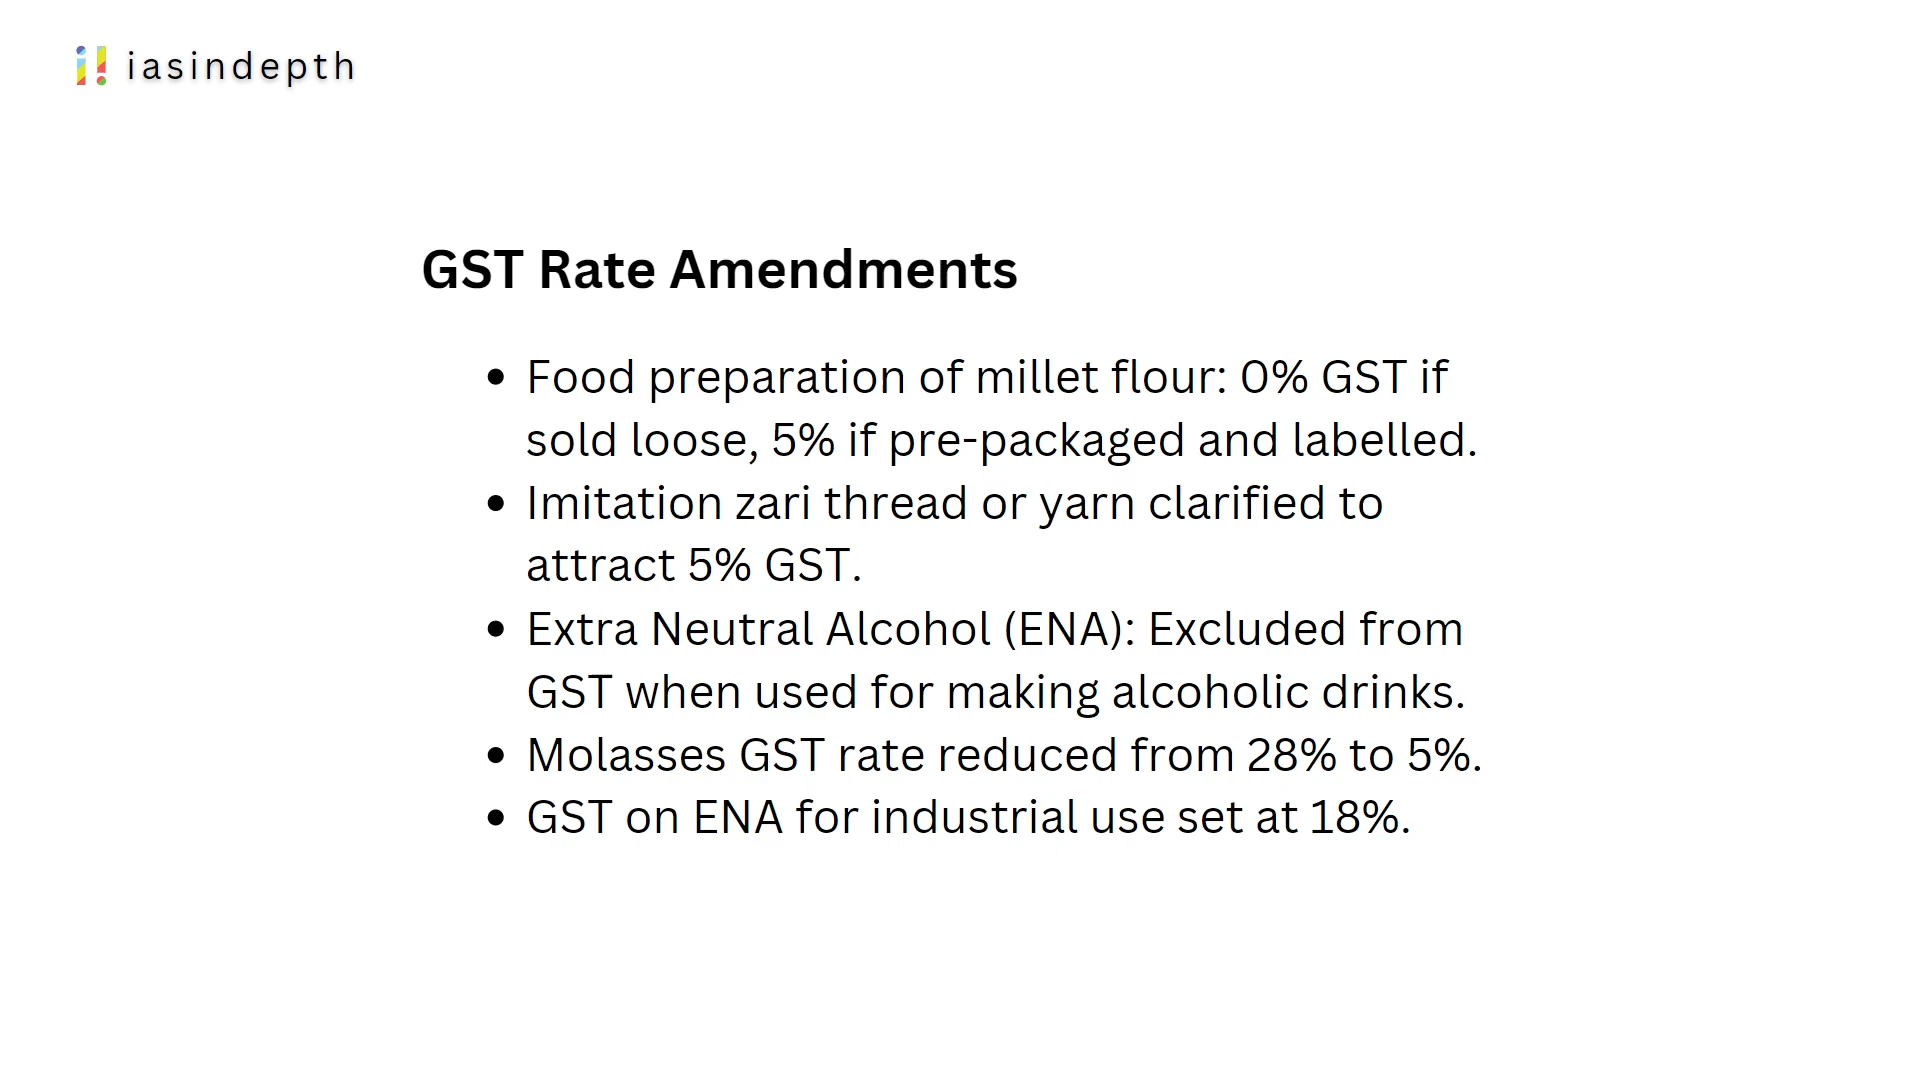 iasindepth
GST Rate Amendments
• Food preparation of millet flour: 0% GST if
sold loose, 5% if pre-packaged and labelled.
• Imitation zari thread or yarn clarified to
attract 5% GST.
• Extra Neutral Alcohol (ENA): Excluded from
GST when used for making alcoholic drinks.
• Molasses GST rate reduced from 28% to 5%.
• GST on ENA for industrial use set at 18%.